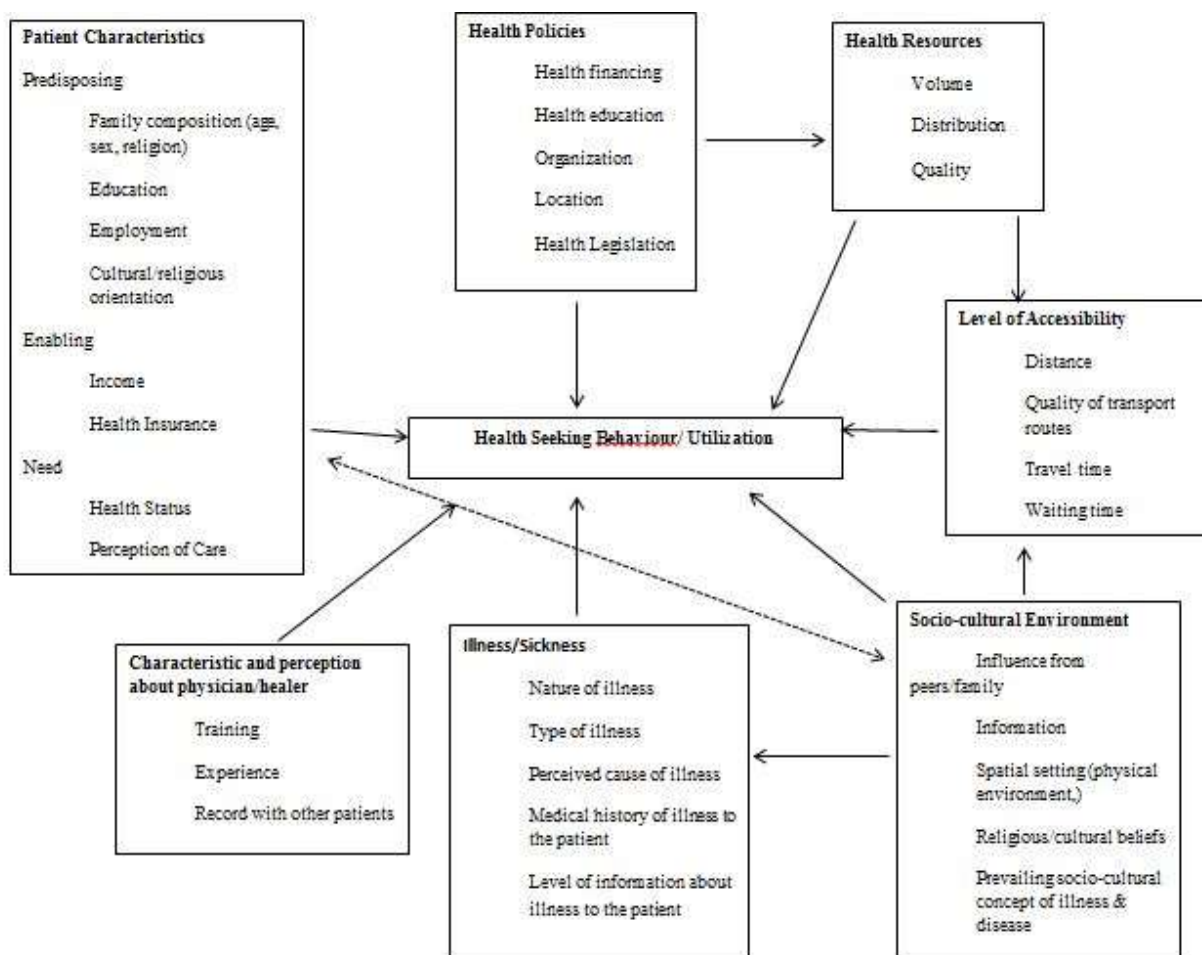 Patient Characteristics
Predisposing
Family composition (age,
sex, religion)
Education
Employment
Cultural/religious
orientation
Enabling
Income
Health Insurance
Need
Health Status
Perception of Care
Health Policies
Health financing
Health education
Organization
Location
Health Legislation
Health Resources
Volume
Distribution
Quality
Level of Accessibility
Distance
Quality of transport
routes
Travel time
Waiting time
Health Seeking Behaviour/ Utilization
Characteristic and perception
about physician/healer
Training
Experience
Record with other patients
Illness/Sickness
Nature of illness
Type of illness
Perceived cause of illness
Medical history of illness to
the patient
Level of information about
illness to the patient
Socio-cultural Environment
Influence from
peers/family
Information
Spatial setting (physical
environment,)
Religious/cultural beliefs
Prevailing socio-cultural
concept of illness &
disease